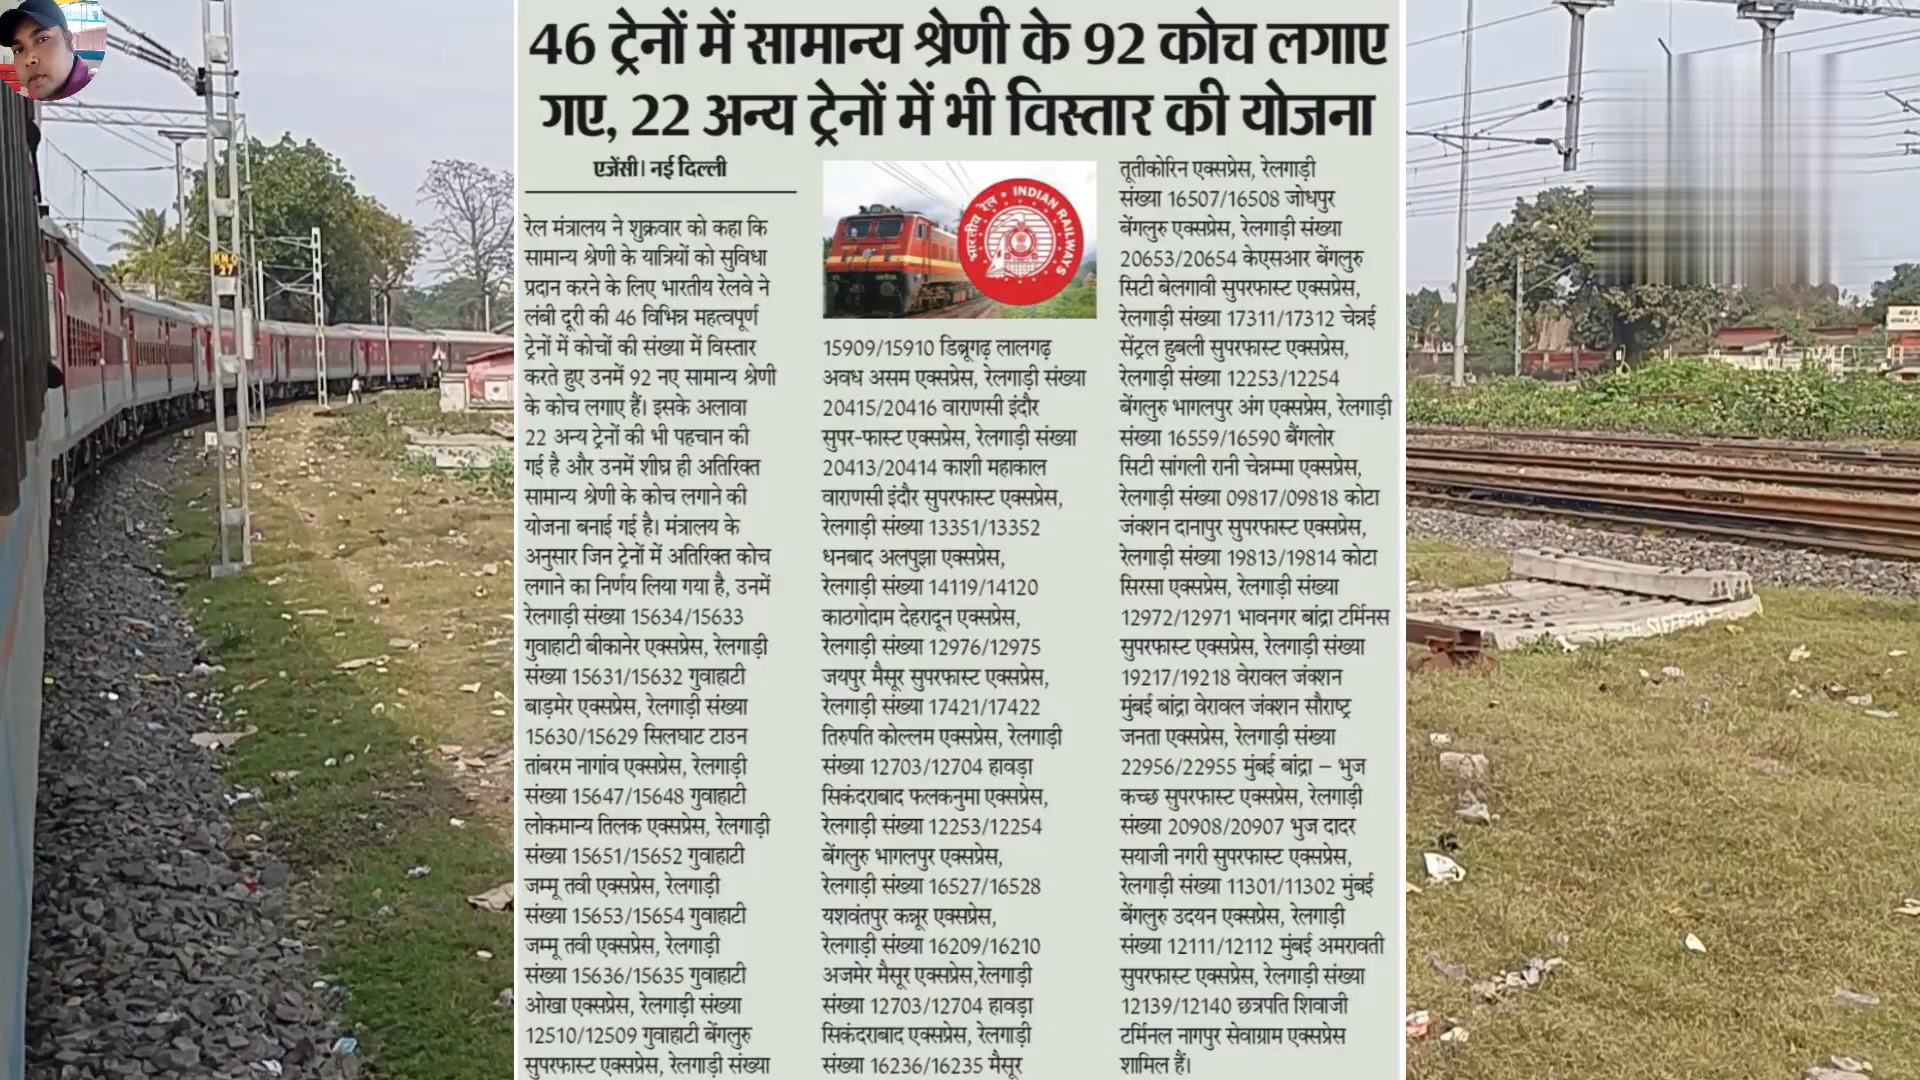 46 ट्रेनों में सामान्य श्रेणी के 92 कोच लगाए
गए, 22 अन्य ट्रेनों में भी विस्तार की योजना
एजेंसी। नई दिल्ली
रेल मंत्रालय ने शुक्रवार को कहा कि
सामान्य श्रेणी के यात्रियों को सुविधा
प्रदान करने के लिए भारतीय रेलवे ने
लंबी दूरी की 46 विभिन्न महत्वपूर्ण
ट्रेनों में कोचों की संख्या में विस्तार
करते हुए उनमें 92 नए सामान्य श्रेणी
के कोच लगाए हैं। इसके अलावा
22 अन्य ट्रेनों की भी पहचान की
गई है और उनमें शीघ्र ही अतिरिक्त
सामान्य श्रेणी के कोच लगाने की
योजना बनाई गई है। मंत्रालय के
अनुसार जिन ट्रेनों में अतिरिक्त कोच
लगाने का निर्णय लिया गया है, उनमें
रेलगाड़ी संख्या 15634/15633
गुवाहाटी बीकानेर एक्सप्रेस, रेलगाड़ी
संख्या 15631/15632 गुवाहाटी
बाड़मेर एक्सप्रेस, रेलगाड़ी संख्या
15630/15629 सिलघाट टाउन
तांबरम नागांव एक्सप्रेस, रेलगाड़ी
संख्या 15647/15648 गुवाहाटी
लोकमान्य तिलक एक्सप्रेस, रेलगाड़ी
संख्या 15651/15652 गुवाहाटी
जम्मू तवी एक्सप्रेस, रेलगाड़ी
संख्या 15653/15654 गुवाहाटी
जम्मू तवी एक्सप्रेस, रेलगाड़ी
संख्या 15636/15635 गुवाहाटी
ओखा एक्सप्रेस, रेलगाड़ी संख्या
12510/12509 गुवाहाटी बेंगलुरु
सुपरफास्ट एक्सप्रेस, रेलगाड़ी संख्या
भारतीय रेल INDIAN RAILWAYS
15909/15910 डिब्रूगढ़ लालगढ़
अवध असम एक्सप्रेस, रेलगाड़ी संख्या
20415/20416 वाराणसी इंदौर
सुपर-फास्ट एक्सप्रेस, रेलगाड़ी संख्या
20413/20414 काशी महाकाल
वाराणसी इंदौर सुपरफास्ट एक्सप्रेस,
रेलगाड़ी संख्या 13351/13352
धनबाद अलपुझा एक्सप्रेस,
रेलगाड़ी संख्या 14119/14120
काठगोदाम देहरादून एक्सप्रेस,
रेलगाड़ी संख्या 12976/12975
जयपुर मैसूर सुपरफास्ट एक्सप्रेस,
रेलगाड़ी संख्या 17421/17422
तिरुपति कोल्लम एक्सप्रेस, रेलगाड़ी
संख्या 12703/12704 हावड़ा
सिकंदराबाद फलकनुमा एक्सप्रेस,
रेलगाड़ी संख्या 12253/12254
बेंगलुरु भागलपुर एक्सप्रेस,
रेलगाड़ी संख्या 16527/16528
यशवंतपुर कन्नूर एक्सप्रेस,
रेलगाड़ी संख्या 16209/16210
अजमेर मैसूर एक्सप्रेस,रेलगाड़ी
संख्या 12703/12704 हावड़ा
सिकंदराबाद एक्सप्रेस, रेलगाड़ी
संख्या 16236/16235 मैसूर
तूतीकोरिन एक्सप्रेस, रेलगाड़ी
संख्या 16507/16508 जोधपुर
बेंगलुरु एक्सप्रेस, रेलगाड़ी संख्या
20653/20654 केएसआर बेंगलुरु
सिटी बेलगावी सुपरफास्ट एक्सप्रेस,
रेलगाड़ी संख्या 17311/17312 चेन्नई
सेंट्रल हुबली सुपरफास्ट एक्सप्रेस,
रेलगाड़ी संख्या 12253/12254
बेंगलुरु भागलपुर अंग एक्सप्रेस, रेलगाड़ी
संख्या 16559/16590 बैंगलोर
सिटी सांगली रानी चेन्नम्मा एक्सप्रेस,
रेलगाड़ी संख्या 09817/09818 कोटा
जंक्शन दानापुर सुपरफास्ट एक्सप्रेस,
रेलगाड़ी संख्या 19813/19814 कोटा
सिरसा एक्सप्रेस, रेलगाड़ी संख्या
12972/12971 भावनगर बांद्रा टर्मिनस
सुपरफास्ट एक्सप्रेस, रेलगाड़ी संख्या
19217/19218 वेरावल जंक्शन
मुंबई बांद्रा वेरावल जंक्शन सौराष्ट्र
जनता एक्सप्रेस, रेलगाड़ी संख्या
22956/22955 मुंबई बांद्रा – भुज
कच्छ सुपरफास्ट एक्सप्रेस, रेलगाड़ी
संख्या 20908/20907 भुज दादर
सयाजी नगरी सुपरफास्ट एक्सप्रेस,
रेलगाड़ी संख्या 11301/11302 मुंबई
बेंगलुरु उदयन एक्सप्रेस, रेलगाड़ी
संख्या 12111/12112 मुंबई अमरावती
सुपरफास्ट एक्सप्रेस, रेलगाड़ी संख्या
12139/12140 छत्रपति शिवाजी
टर्मिनल नागपुर सेवाग्राम एक्सप्रेस
शामिल हैं।